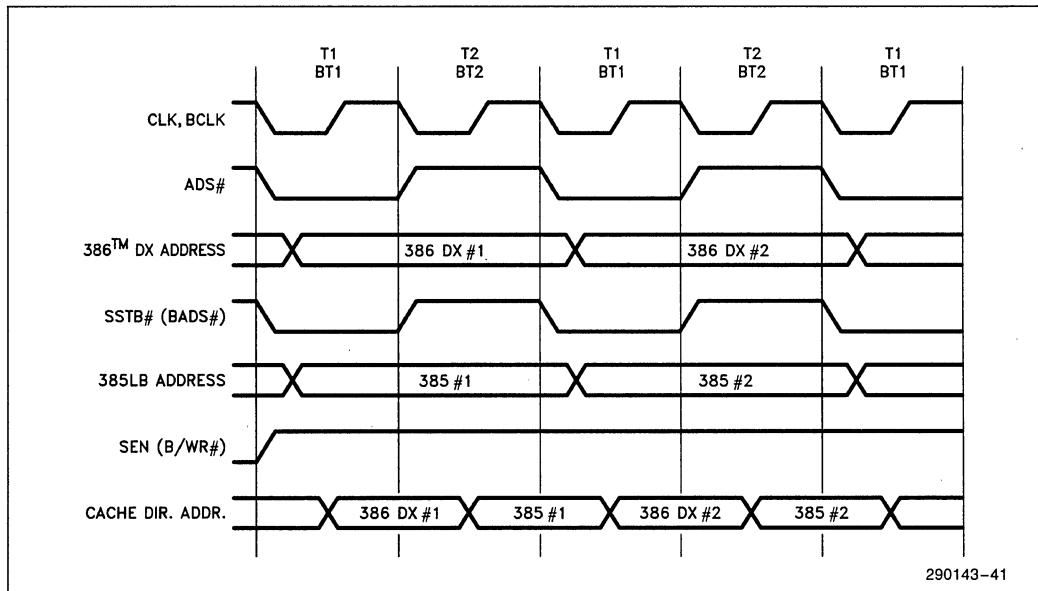 T1 T2 T1 T2 T1
BT1 BT2 BT1 BT2 BT1
CLK, BCLK
ADS#
386™ DX ADDRESS 386 DX #1 386 DX #2
SSTB# (BADS#)
385LB ADDRESS 385 #1 385 #2
SEN (B/WR#)
CACHE DIR. ADDR. 386 DX #1 385 #1 386 DX #2 385 #2
290143-41